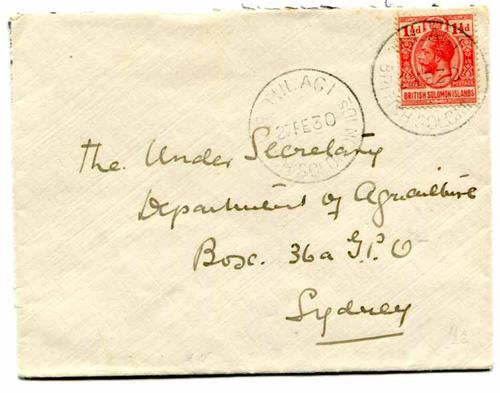 1½d 1½d
POSTAGE
BRITISH SOLOMON ISLANDS
TULAGI
27 FE 30
The Under Secretary
Department of Agriculture
Box. 36a G.P.O
Sydney